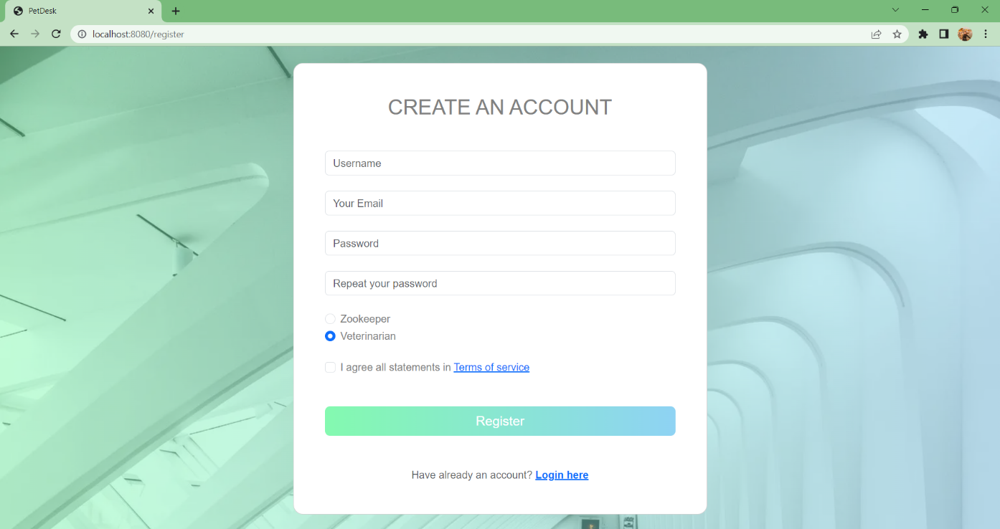 PetDesk
localhost:8080/register
CREATE AN ACCOUNT
Username
Your Email
Password
Repeat your password
Zookeeper
Veterinarian
I agree all statements in Terms of service
Register
Have already an account? Login here